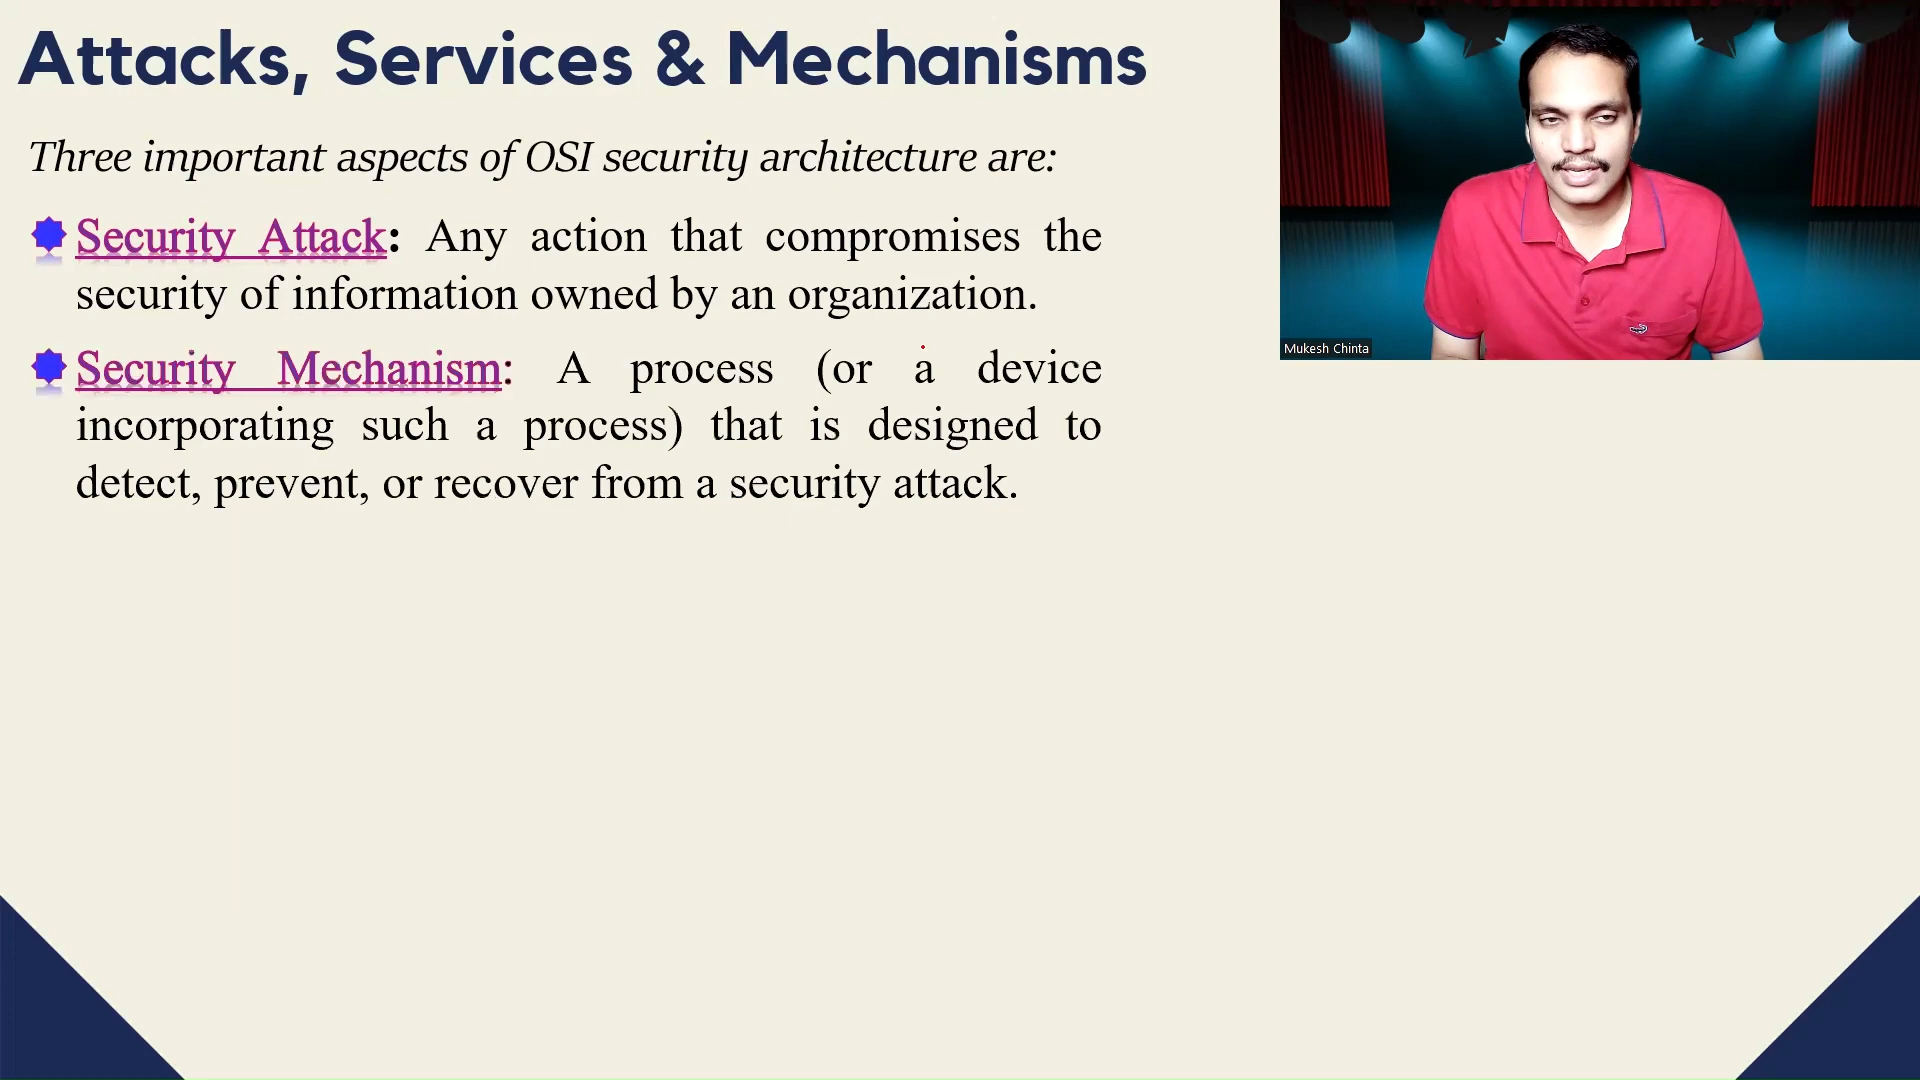 Attacks, Services & Mechanisms
Three important aspects of OSI security architecture are:
Security Attack: Any action that compromises the
security of information owned by an organization.
Security Mechanism: A process (or a device
incorporating such a process) that is designed to
detect, prevent, or recover from a security attack.
Mukesh Chinta